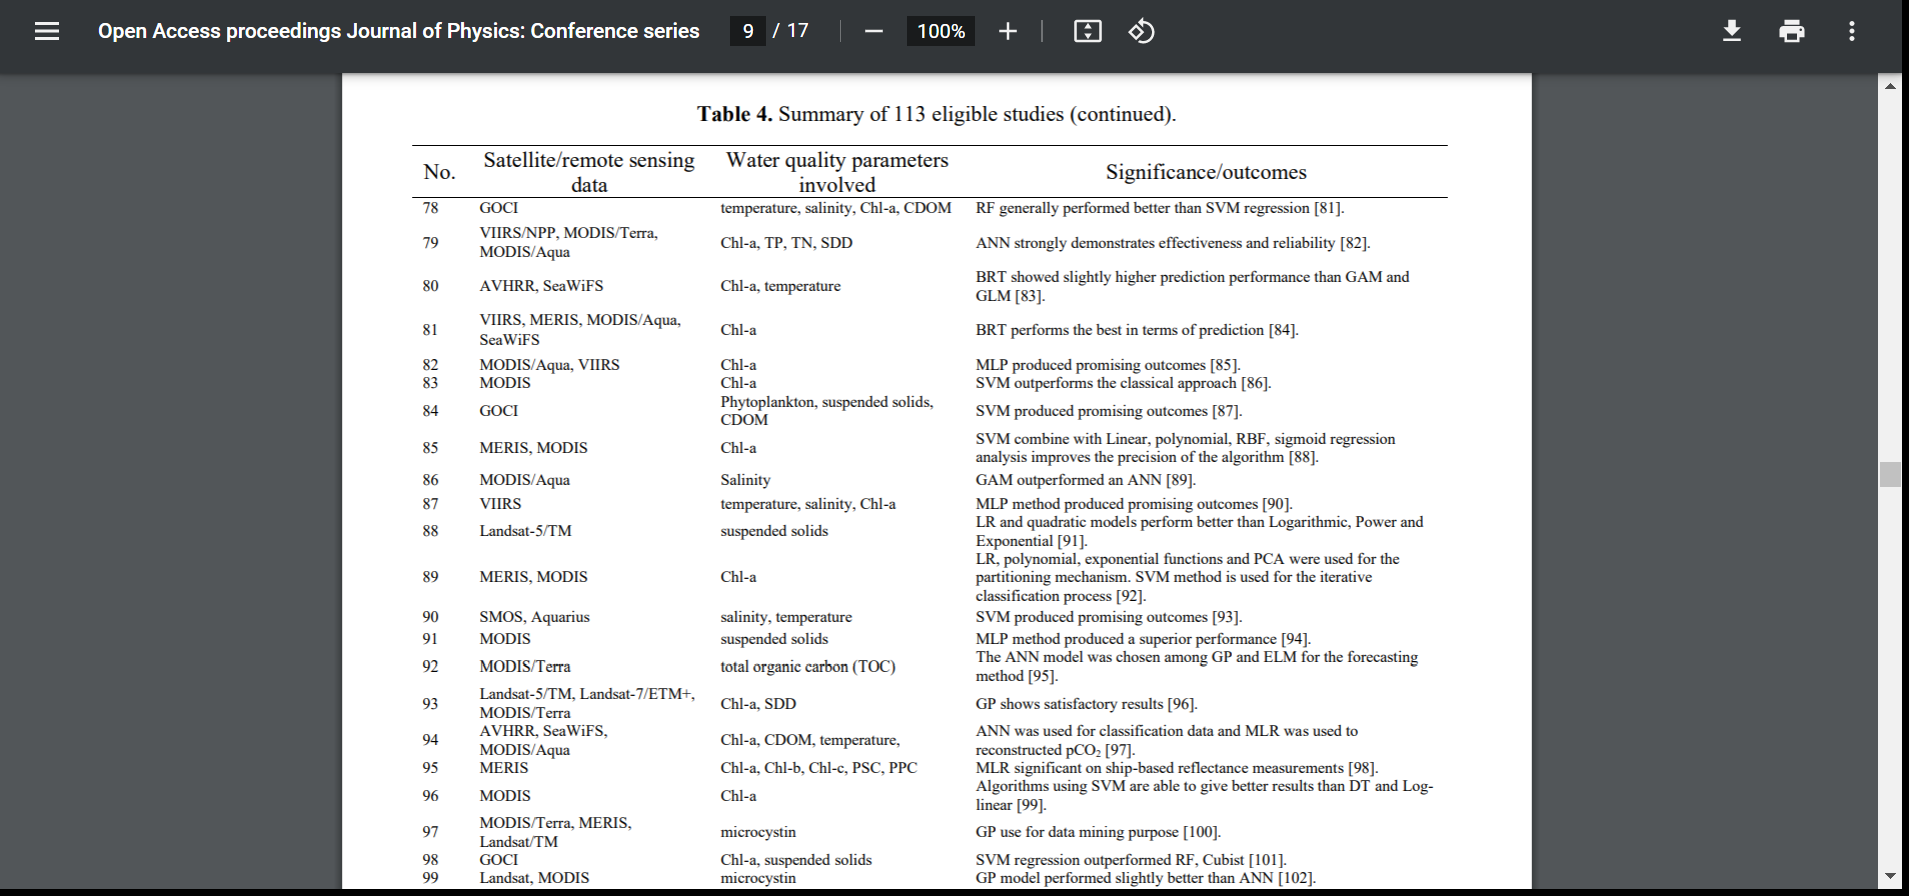 Open Access proceedings Journal of Physics: Conference series 9 / 17 100%
Table 4. Summary of 113 eligible studies (continued).
No. Satellite/remote sensing data Water quality parameters involved Significance/outcomes
78 GOCI temperature, salinity, Chl-a, CDOM RF generally performed better than SVM regression [81].
79 VIIRS/NPP, MODIS/Terra, MODIS/Aqua Chl-a, TP, TN, SDD ANN strongly demonstrates effectiveness and reliability [82].
80 AVHRR, SeaWiFS Chl-a, temperature BRT showed slightly higher prediction performance than GAM and GLM [83].
81 VIIRS, MERIS, MODIS/Aqua, SeaWiFS Chl-a BRT performs the best in terms of prediction [84].
82 MODIS/Aqua, VIIRS Chl-a MLP produced promising outcomes [85].
83 MODIS Chl-a SVM outperforms the classical approach [86].
84 GOCI Phytoplankton, suspended solids, CDOM SVM produced promising outcomes [87].
85 MERIS, MODIS Chl-a SVM combine with Linear, polynomial, RBF, sigmoid regression analysis improves the precision of the algorithm [88].
86 MODIS/Aqua Salinity GAM outperformed an ANN [89].
87 VIIRS temperature, salinity, Chl-a MLP method produced promising outcomes [90].
88 Landsat-5/TM suspended solids LR and quadratic models perform better than Logarithmic, Power and Exponential [91].
89 MERIS, MODIS Chl-a LR, polynomial, exponential functions and PCA were used for the partitioning mechanism. SVM method is used for the iterative classification process [92].
90 SMOS, Aquarius salinity, temperature SVM produced promising outcomes [93].
91 MODIS suspended solids MLP method produced a superior performance [94].
92 MODIS/Terra total organic carbon (TOC) The ANN model was chosen among GP and ELM for the forecasting method [95].
93 Landsat-5/TM, Landsat-7/ETM+, MODIS/Terra Chl-a, SDD GP shows satisfactory results [96].
94 AVHRR, SeaWiFS, MODIS/Aqua Chl-a, CDOM, temperature, ANN was used for classification data and MLR was used to reconstructed pCO₂ [97].
95 MERIS Chl-a, Chl-b, Chl-c, PSC, PPC MLR significant on ship-based reflectance measurements [98].
96 MODIS Chl-a Algorithms using SVM are able to give better results than DT and Log-linear [99].
97 MODIS/Terra, MERIS, Landsat/TM microcystin GP use for data mining purpose [100].
98 GOCI Chl-a, suspended solids SVM regression outperformed RF, Cubist [101].
99 Landsat, MODIS microcystin GP model performed slightly better than ANN [102].